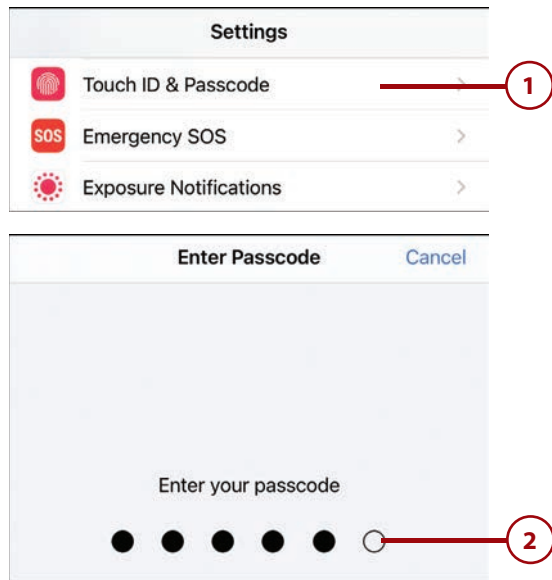 Settings
Touch ID & Passcode
1
SOS Emergency SOS
Exposure Notifications
Enter Passcode Cancel
Enter your passcode
2